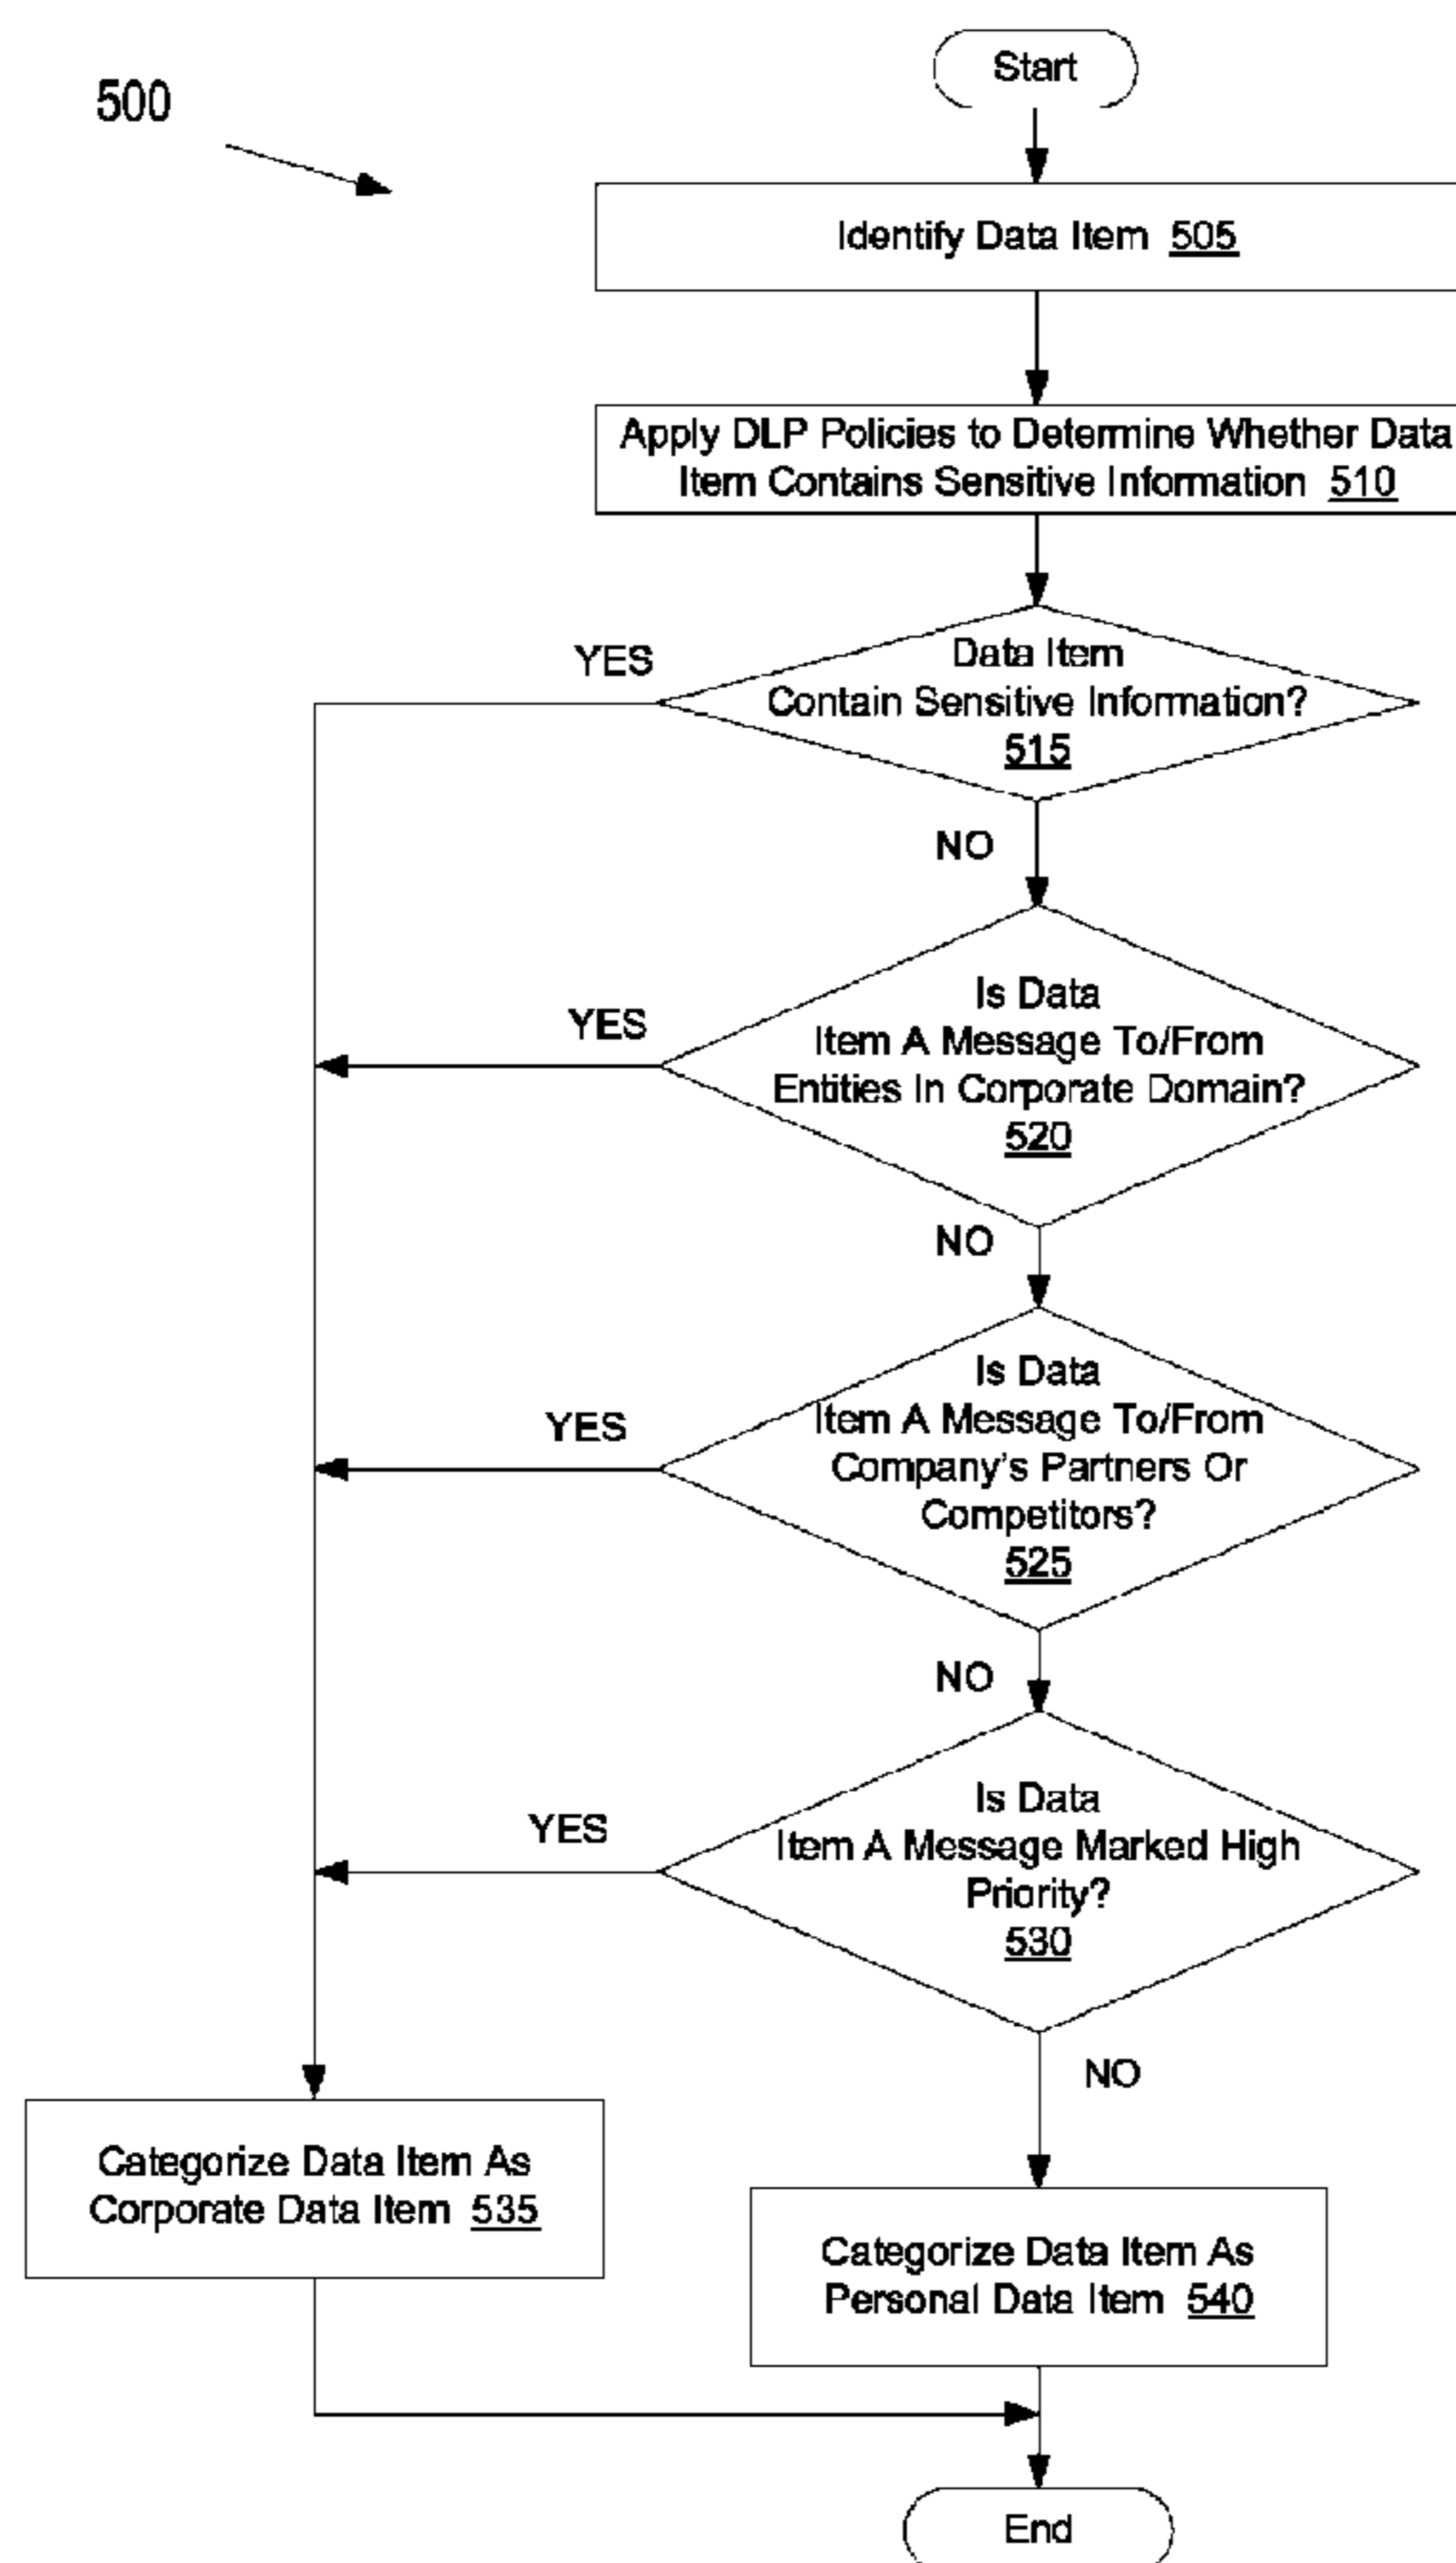 500
Start
Identify Data Item 505
Apply DLP Policies to Determine Whether Data
Item Contains Sensitive Information 510
YES
Data Item
Contain Sensitive Information?
515
NO
YES
Is Data
Item A Message To/From
Entities In Corporate Domain?
520
NO
YES
Is Data
Item A Message To/From
Company's Partners Or
Competitors?
525
NO
YES
Is Data
Item A Message Marked High
Priority?
530
NO
Categorize Data Item As
Corporate Data Item 535
Categorize Data Item As
Personal Data Item 540
End